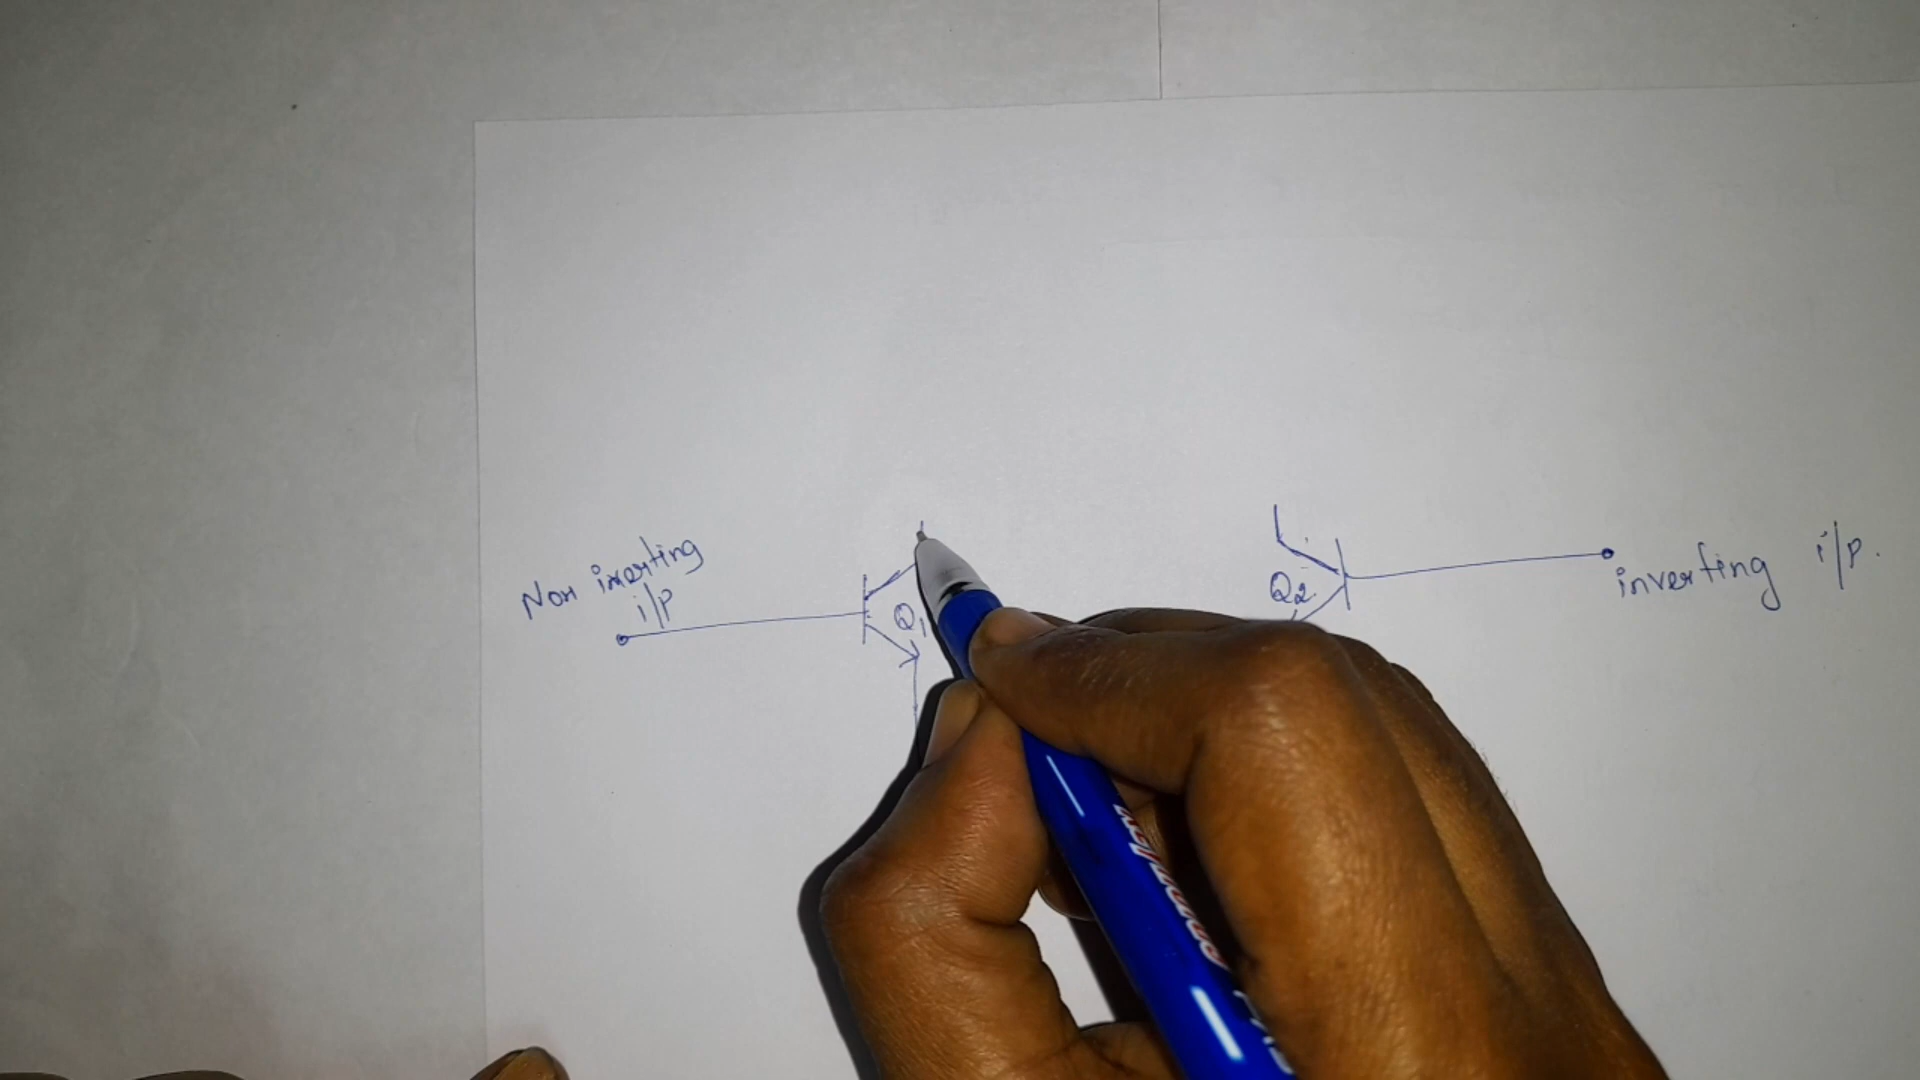 Non inverting
i/p
Q1
Q2
inverting i/p.